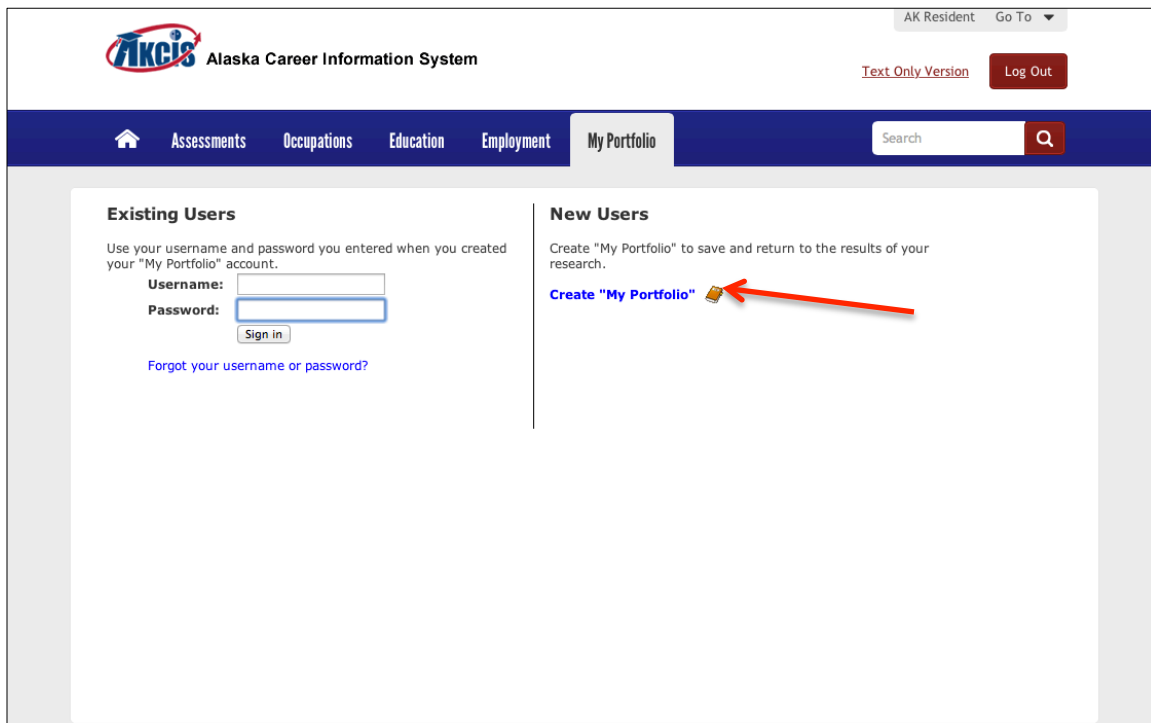 AK Resident Go To
AKCIS Alaska Career Information System
Text Only Version Log Out
Assessments Occupations Education Employment My Portfolio Search
Existing Users
Use your username and password you entered when you created
your "My Portfolio" account.
Username:
Password:
Sign in
Forgot your username or password?
New Users
Create "My Portfolio" to save and return to the results of your
research.
Create "My Portfolio"